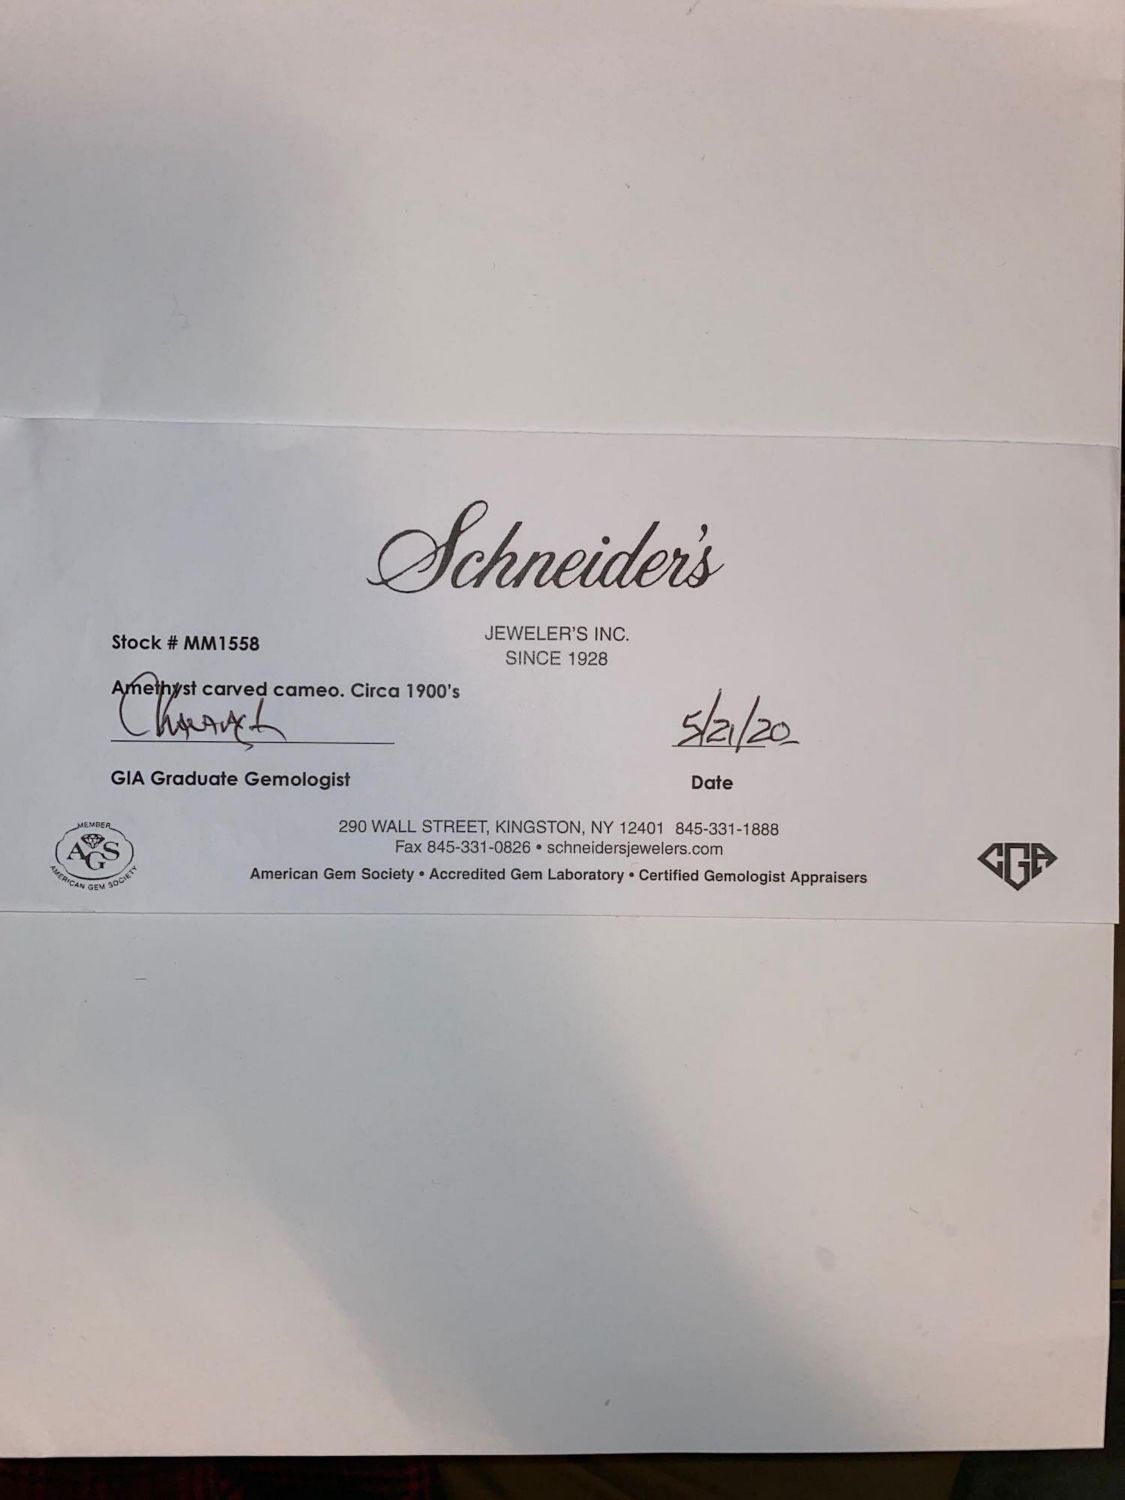 Schneider's
JEWELER'S INC.
SINCE 1928
Stock # MM1558
Amethyst carved cameo. Circa 1900's
5/21/20
GIA Graduate Gemologist
Date
290 WALL STREET, KINGSTON, NY 12401 845-331-1888
Fax 845-331-0826 • schneidersjewelers.com
American Gem Society • Accredited Gem Laboratory • Certified Gemologist Appraisers
MEMBER
AGS
AMERICAN GEM SOCIETY
CGA